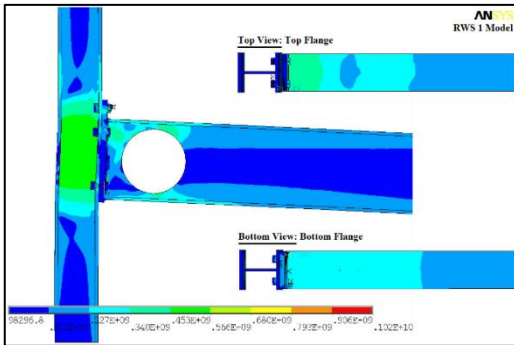 ANSYS
RWS 1 Model
Top View: Top Flange
Bottom View: Bottom Flange
98296.8 .227E+09 .453E+09 .680E+09 .906E+09
.340E+09 .566E+09 .793E+09 .102E+10